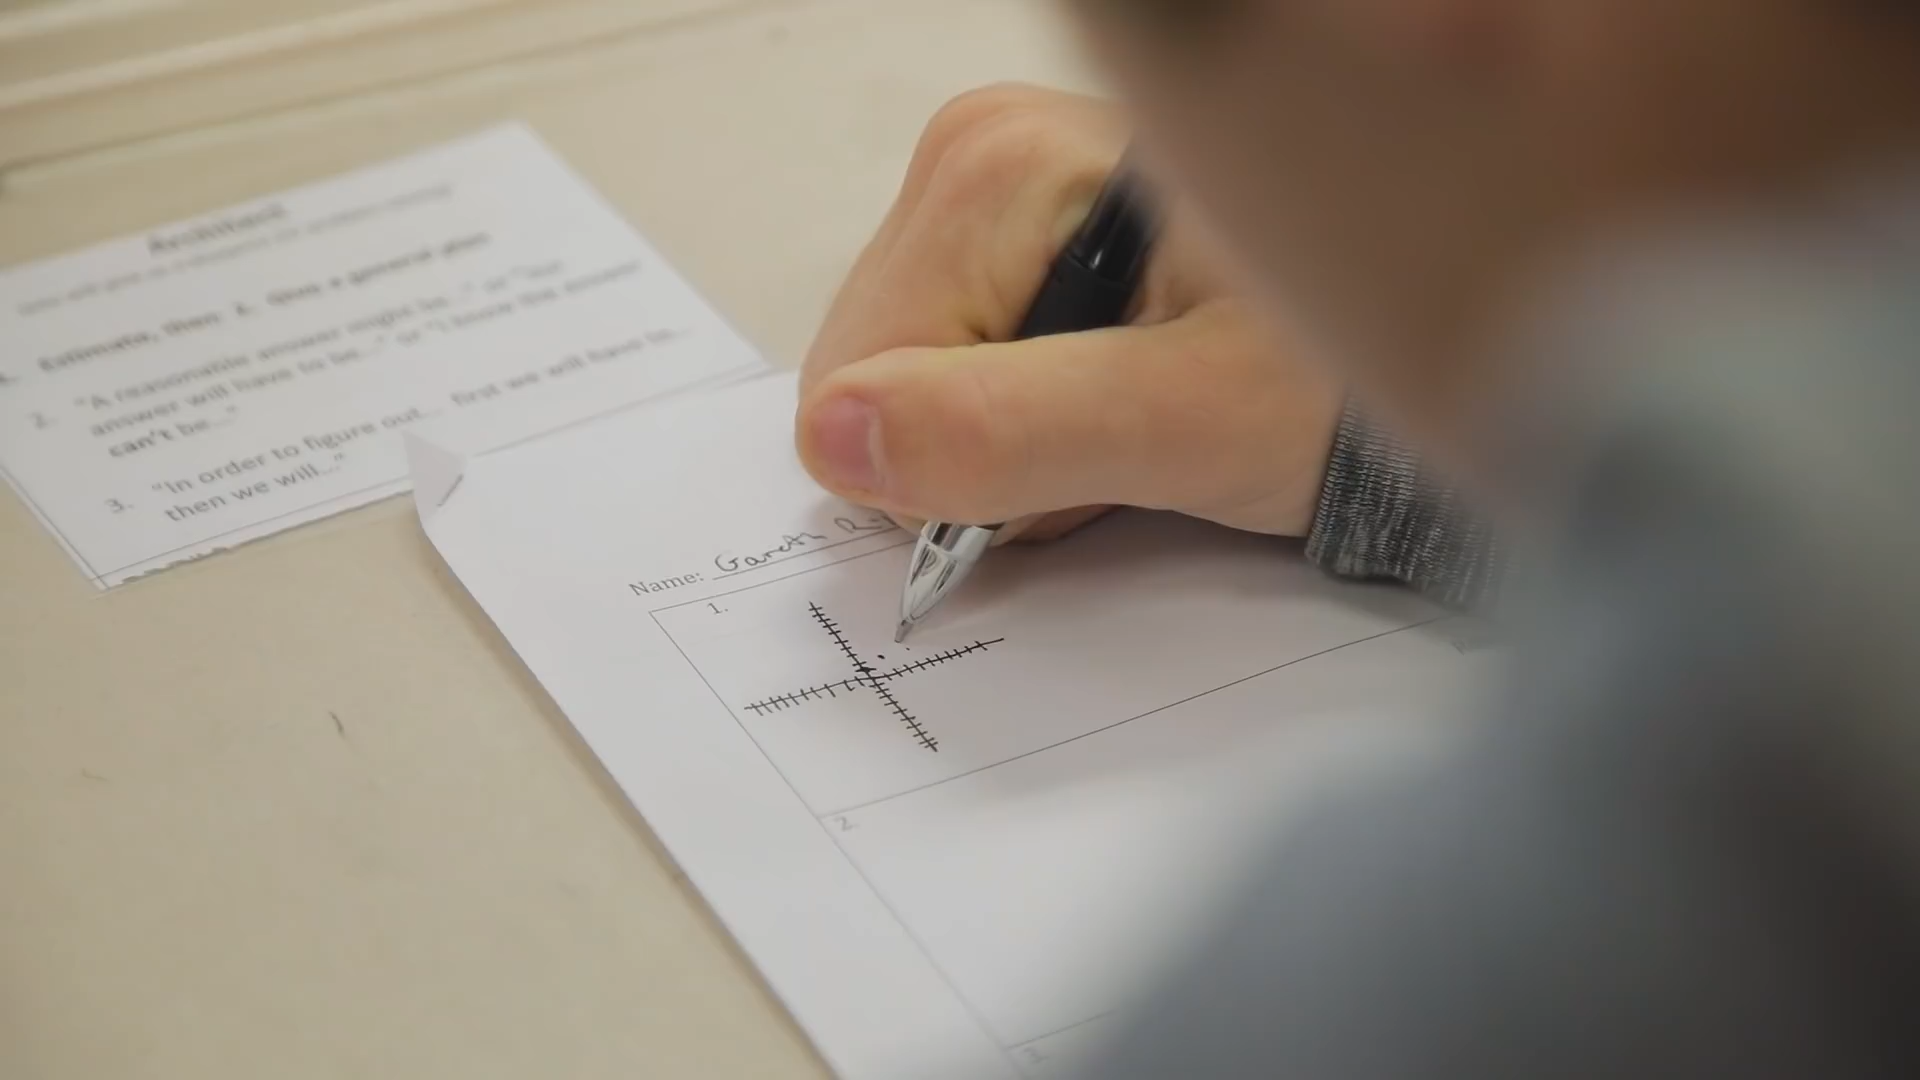 Architect
1. Estimate, then 2. Give a general plan
2. "A reasonable answer might be..." or "Our
answer will have to be..." or "I know the answer
can't be..."
3. "In order to figure out... first we will have to...
then we will..."
Name: Gareth
1.
2.
3.